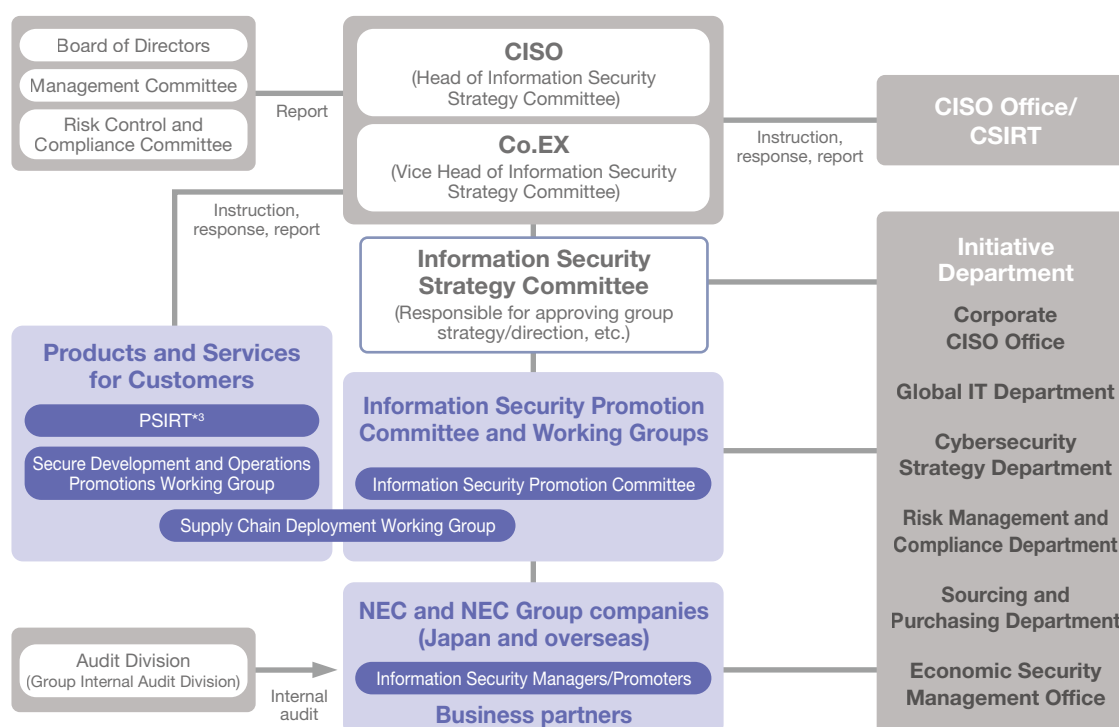 Board of Directors
Management Committee
Risk Control and
Compliance Committee
Report
CISO
(Head of Information Security
Strategy Committee)
Co.EX
(Vice Head of Information Security
Strategy Committee)
Instruction,
response, report
CISO Office/
CSIRT
Instruction,
response, report
Information Security
Strategy Committee
(Responsible for approving group
strategy/direction, etc.)
Initiative
Department
Corporate
CISO Office
Global IT Department
Cybersecurity
Strategy Department
Risk Management and
Compliance Department
Sourcing and
Purchasing Department
Economic Security
Management Office
Products and Services
for Customers
PSIRT*3
Secure Development and Operations
Promotions Working Group
Supply Chain Deployment Working Group
Information Security Promotion
Committee and Working Groups
Information Security Promotion Committee
NEC and NEC Group companies
(Japan and overseas)
Information Security Managers/Promoters
Business partners
Audit Division
(Group Internal Audit Division)
Internal
audit